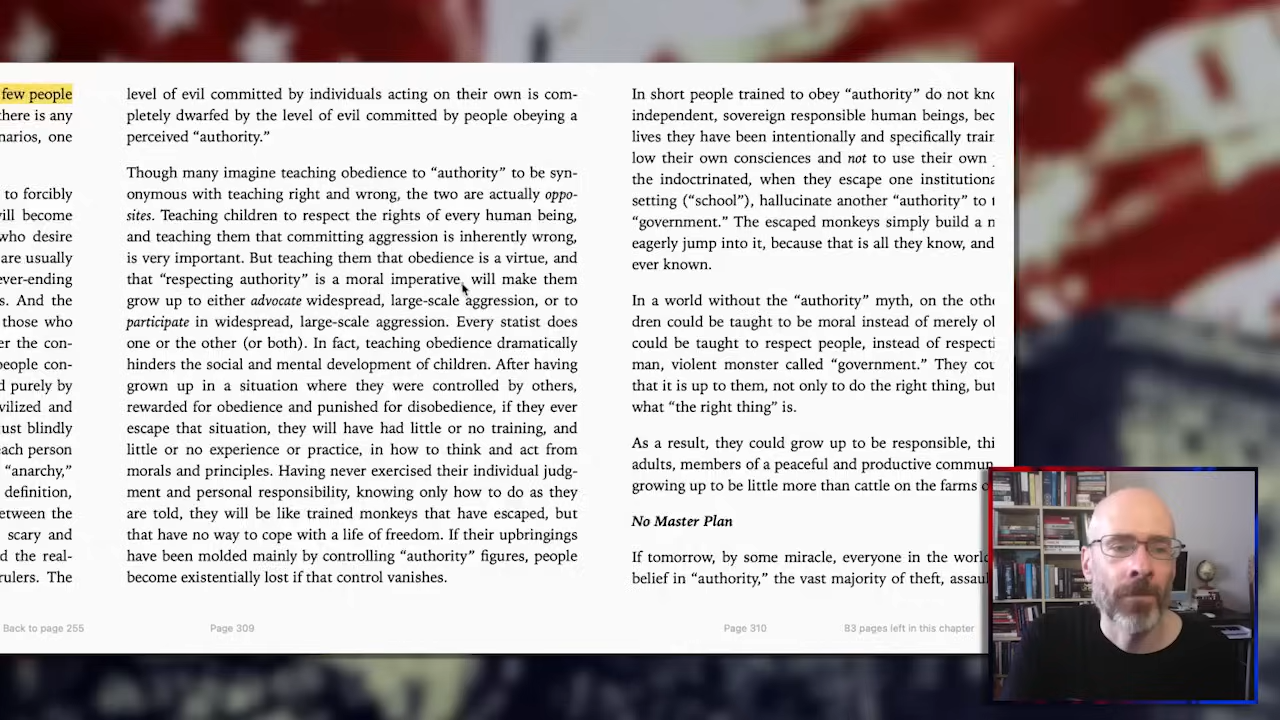 few people
there is any
narios, one
to forcibly
will become
who desire
are usually
ever-ending
s. And the
those who
er the con-
people con-
d purely by
vilized and
ust blindly
each person
“anarchy,”
definition,
etween the
scary and
d the real-
rulers. The
Back to page 255
level of evil committed by individuals acting on their own is com-
pletely dwarfed by the level of evil committed by people obeying a
perceived “authority.”
Though many imagine teaching obedience to “authority” to be syn-
onymous with teaching right and wrong, the two are actually oppo-
sites. Teaching children to respect the rights of every human being,
and teaching them that committing aggression is inherently wrong,
is very important. But teaching them that obedience is a virtue, and
that “respecting authority” is a moral imperative, will make them
grow up to either advocate widespread, large-scale aggression, or to
participate in widespread, large-scale aggression. Every statist does
one or the other (or both). In fact, teaching obedience dramatically
hinders the social and mental development of children. After having
grown up in a situation where they were controlled by others,
rewarded for obedience and punished for disobedience, if they ever
escape that situation, they will have had little or no training, and
little or no experience or practice, in how to think and act from
morals and principles. Having never exercised their individual judg-
ment and personal responsibility, knowing only how to do as they
are told, they will be like trained monkeys that have escaped, but
that have no way to cope with a life of freedom. If their upbringings
have been molded mainly by controlling “authority” figures, people
become existentially lost if that control vanishes.
Page 309
In short people trained to obey “authority” do not kno
independent, sovereign responsible human beings, bec
lives they have been intentionally and specifically train
low their own consciences and not to use their own
the indoctrinated, when they escape one institutiona
setting (“school”), hallucinate another “authority” to
“government.” The escaped monkeys simply build a n
eagerly jump into it, because that is all they know, and
ever known.
In a world without the “authority” myth, on the othe
dren could be taught to be moral instead of merely ob
could be taught to respect people, instead of respecti
man, violent monster called “government.” They cou
that it is up to them, not only to do the right thing, but
what “the right thing” is.
As a result, they could grow up to be responsible, thi
adults, members of a peaceful and productive commun
growing up to be little more than cattle on the farms
No Master Plan
If tomorrow, by some miracle, everyone in the world
belief in “authority,” the vast majority of theft, assau
Page 310
83 pages left in this chapter